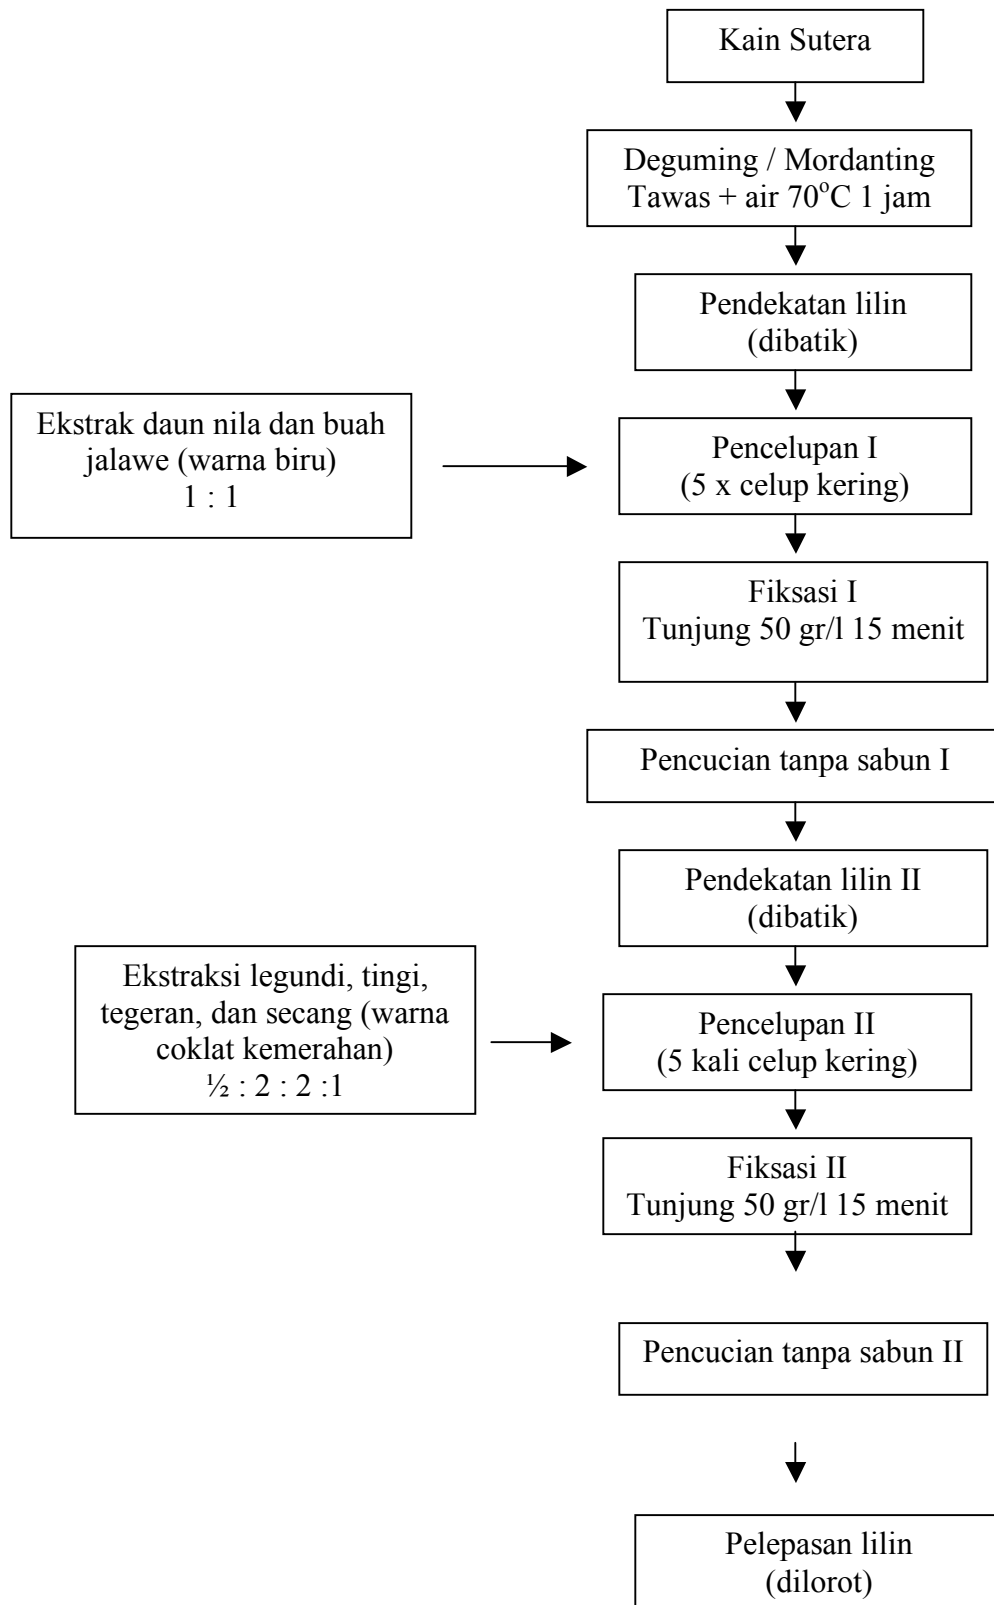 Kain Sutera
Deguming / Mordanting
Tawas + air 70°C 1 jam
Pendekatan lilin
(dibatik)
Ekstrak daun nila dan buah
jalawe (warna biru)
1 : 1
Pencelupan I
(5 x celup kering)
Fiksasi I
Tunjung 50 gr/l 15 menit
Pencucian tanpa sabun I
Pendekatan lilin II
(dibatik)
Ekstraksi legundi, tingi,
tegeran, dan secang (warna
coklat kemerahan)
½ : 2 : 2 :1
Pencelupan II
(5 kali celup kering)
Fiksasi II
Tunjung 50 gr/l 15 menit
Pencucian tanpa sabun II
Pelepasan lilin
(dilorot)